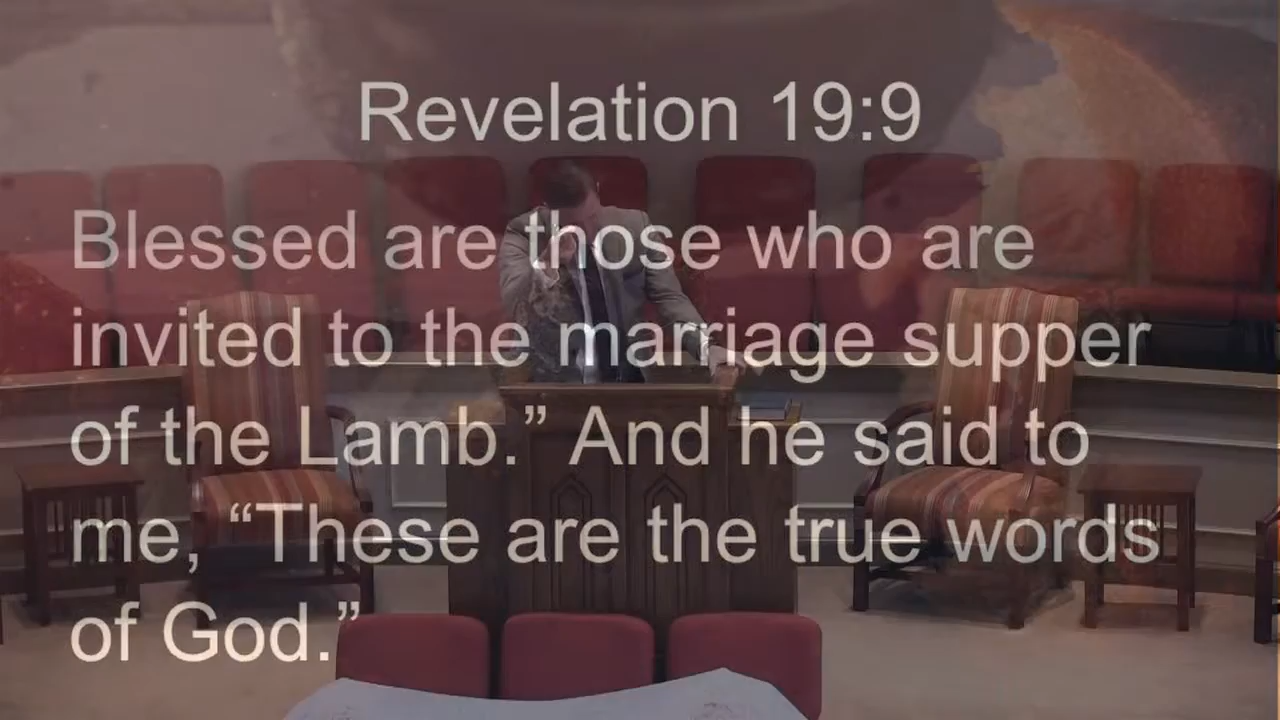 Revelation 19:9
Blessed are those who are
invited to the marriage supper
of the Lamb.” And he said to
me, “These are the true words
of God.”